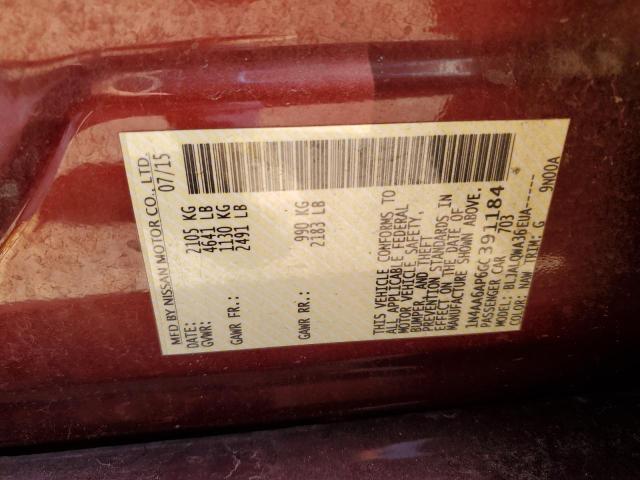 MFD BY NISSAN MOTOR CO., LTD.
DATE: 07/15
GVWR: 2105 KG
4641 LB
GAWR FR.: 1130 KG
2491 LB
GAWR RR.: 990 KG
2183 LB
THIS VEHICLE CONFORMS TO
ALL APPLICABLE FEDERAL
MOTOR VEHICLE SAFETY,
BUMPER, AND THEFT
PREVENTION STANDARDS IN
EFFECT ON THE DATE OF
MANUFACTURE SHOWN ABOVE.
1N4AA6AP6GC391184
PASSENGER CAR 703
MODEL: BLJALQWA36EUA-----
COLOR: NAW TRIM: G 9N00A